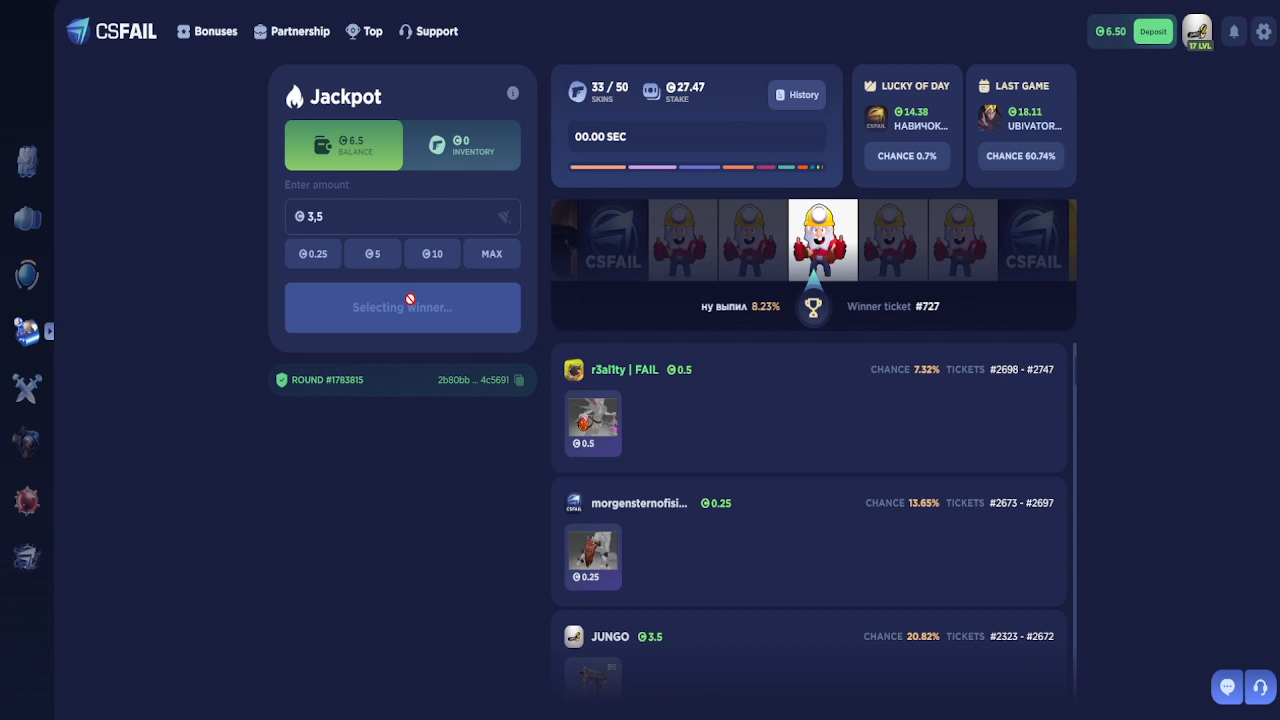 CSFAIL
Bonuses
Partnership
Top
Support
6.50
Deposit
17 LVL
Jackpot
6.5
BALANCE
0
INVENTORY
Enter amount
3,5
0.25
5
10
MAX
Selecting winner...
ROUND #1783815
2b80bb ... 4c5691
33 / 50
SKINS
27.47
STAKE
History
00.00 SEC
LUCKY OF DAY
CSFAIL
14.38
НАВИЧОК...
CHANCE 0.7%
LAST GAME
18.11
UBIVATOR...
CHANCE 60.74%
CSFAIL
CSFAIL
ну выпил 8.23%
Winner ticket #727
r3al1ty | FAIL 0.5
CHANCE 7.32% TICKETS #2698 - #2747
0.5
CSFAIL
morgensternofisi... 0.25
CHANCE 13.65% TICKETS #2673 - #2697
0.25
JUNGO 3.5
CHANCE 20.82% TICKETS #2323 - #2672